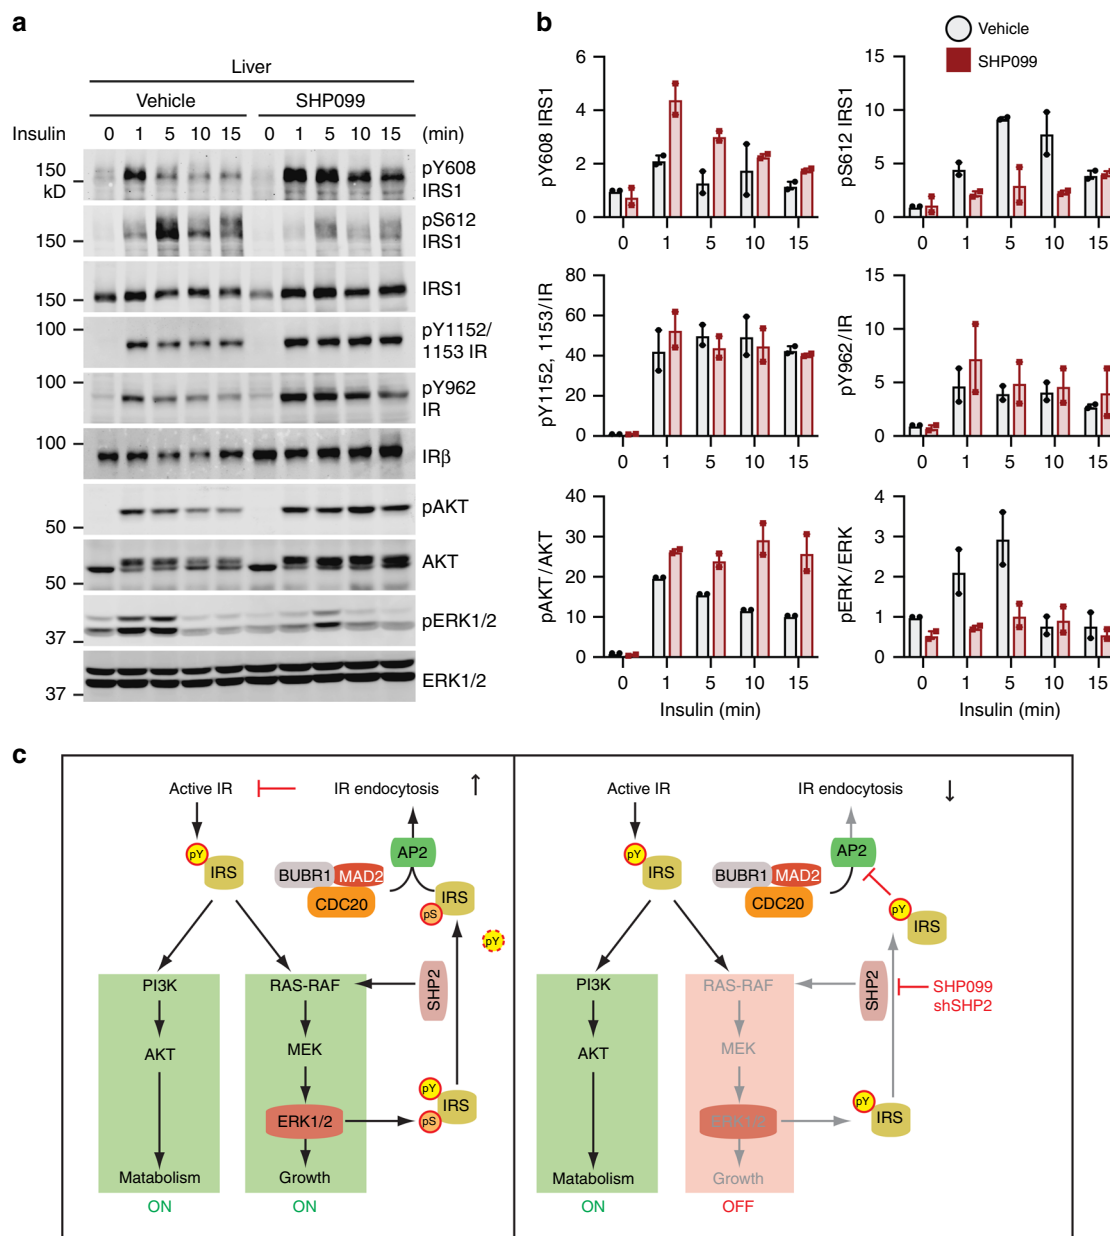 a
Liver
Vehicle SHP099
Insulin 0 1 5 10 15 0 1 5 10 15 (min)
150
kD
pY608
IRS1
150
pS612
IRS1
150
IRS1
100
pY1152/
1153 IR
100
pY962
IR
100
IRβ
50
pAKT
50
AKT
37
pERK1/2
37
ERK1/2
b
Vehicle
SHP099
pY608 IRS1
6
4
2
0
0 1 5 10 15
pS612 IRS1
15
10
5
0
0 1 5 10 15
pY1152, 1153/IR
80
60
40
20
0
0 1 5 10 15
pY962/IR
15
10
5
0
0 1 5 10 15
pAKT/AKT
40
30
20
10
0
0 1 5 10 15
Insulin (min)
pERK/ERK
4
3
2
1
0
0 1 5 10 15
Insulin (min)
c
Active IR
IR endocytosis ↑
pY
IRS
AP2
BUBR1 MAD2
CDC20
IRS
pS
pY
PI3K
RAS-RAF
SHP2
AKT
MEK
pY
IRS
pS
ERK1/2
Matabolism
Growth
ON
ON
Active IR
IR endocytosis ↓
pY
IRS
AP2
BUBR1 MAD2
CDC20
pY
IRS
PI3K
RAS-RAF
SHP2
SHP099
shSHP2
AKT
MEK
pY
IRS
ERK1/2
Matabolism
Growth
ON
OFF